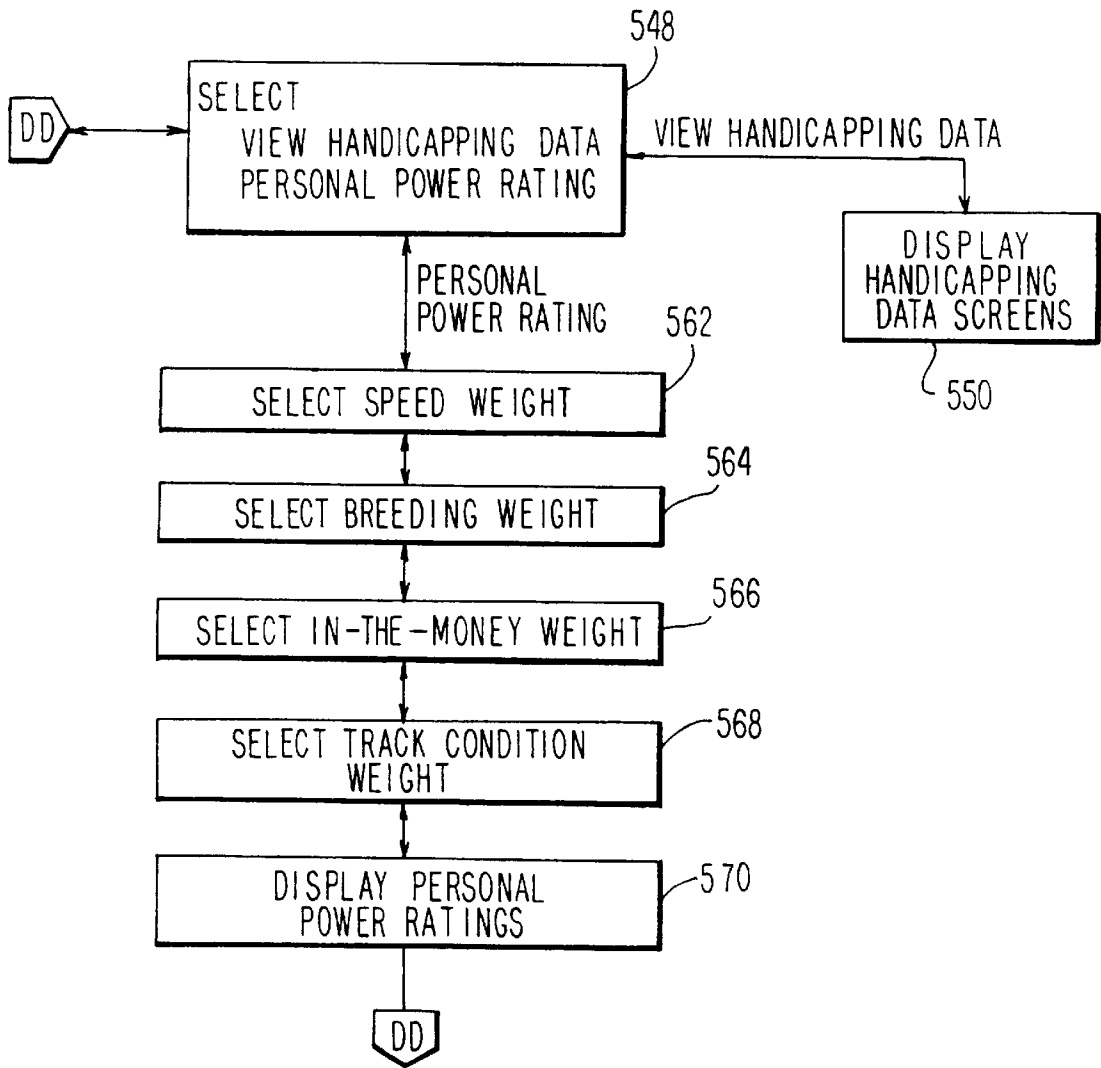 548
DD
SELECT
VIEW HANDICAPPING DATA
PERSONAL POWER RATING
VIEW HANDICAPPING DATA
DISPLAY
HANDICAPPING
DATA SCREENS
550
PERSONAL
POWER RATING
562
SELECT SPEED WEIGHT
564
SELECT BREEDING WEIGHT
566
SELECT IN-THE-MONEY WEIGHT
568
SELECT TRACK CONDITION
WEIGHT
570
DISPLAY PERSONAL
POWER RATINGS
DD